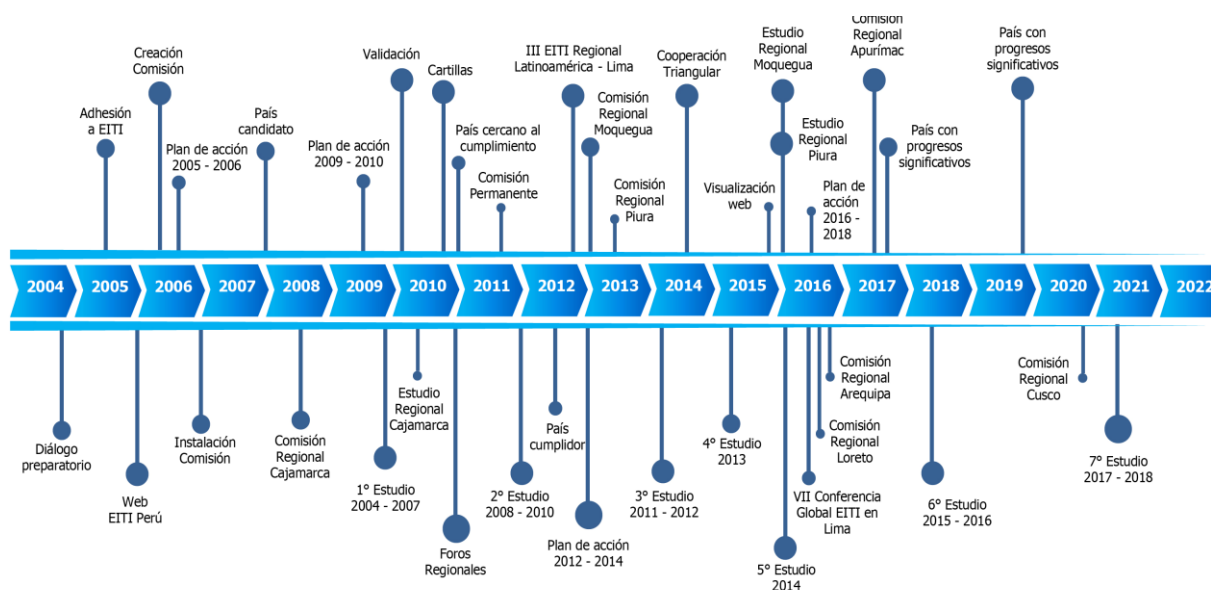 Adhesión
a EITI
Creación
Comisión
Plan de acción
2005 - 2006
País
candidato
Plan de acción
2009 - 2010
Validación
Cartillas
País cercano al
cumplimiento
Comisión
Permanente
III EITI Regional
Latinoamérica - Lima
Comisión
Regional
Moquegua
Comisión
Regional
Piura
Cooperación
Triangular
Visualización
web
Estudio
Regional
Moquegua
Estudio
Regional
Piura
Plan de
acción
2016 -
2018
Comisión
Regional
Apurímac
País con
progresos
significativos
País con
progresos
significativos
2004
2005
2006
2007
2008
2009
2010
2011
2012
2013
2014
2015
2016
2017
2018
2019
2020
2021
2022
Diálogo
preparatorio
Web
EITI Perú
Instalación
Comisión
Comisión
Regional
Cajamarca
1° Estudio
2004 - 2007
Estudio
Regional
Cajamarca
Foros
Regionales
2° Estudio
2008 - 2010
País
cumplidor
Plan de acción
2012 - 2014
3° Estudio
2011 - 2012
4° Estudio
2013
5° Estudio
2014
VII Conferencia
Global EITI en
Lima
Comisión
Regional
Loreto
Comisión
Regional
Arequipa
6° Estudio
2015 - 2016
Comisión
Regional
Cusco
7° Estudio
2017 - 2018